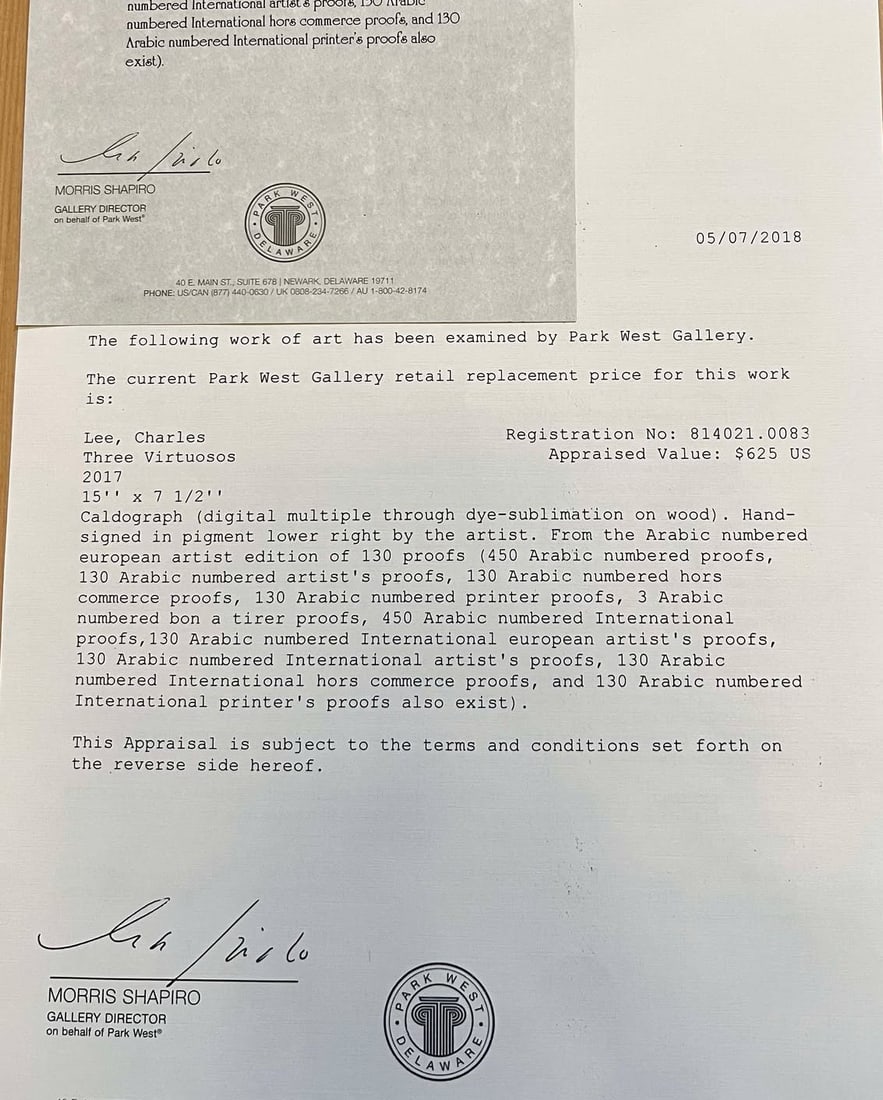 numbered International artist's proofs, 130 Arabic
numbered International hors commerce proofs, and 130
Arabic numbered International printer's proofs also
exist).
MORRIS SHAPIRO
GALLERY DIRECTOR
on behalf of Park West®
PARK WEST
DELAWARE
40 E. MAIN ST., SUITE 678 | NEWARK, DELAWARE 19711
PHONE: US/CAN (877) 440-0630 / UK 0808-234-7266 / AU 1-800-42-8174
05/07/2018
The following work of art has been examined by Park West Gallery.
The current Park West Gallery retail replacement price for this work
is:
Lee, Charles
Registration No: 814021.0083
Three Virtuosos
Appraised Value: $625 US
2017
15'' x 7 1/2''
Caldograph (digital multiple through dye-sublimation on wood). Hand-
signed in pigment lower right by the artist. From the Arabic numbered
european artist edition of 130 proofs (450 Arabic numbered proofs,
130 Arabic numbered artist's proofs, 130 Arabic numbered hors
commerce proofs, 130 Arabic numbered printer proofs, 3 Arabic
numbered bon a tirer proofs, 450 Arabic numbered International
proofs,130 Arabic numbered International european artist's proofs,
130 Arabic numbered International artist's proofs, 130 Arabic
numbered International hors commerce proofs, and 130 Arabic numbered
International printer's proofs also exist).
This Appraisal is subject to the terms and conditions set forth on
the reverse side hereof.
MORRIS SHAPIRO
GALLERY DIRECTOR
on behalf of Park West®
PARK WEST
DELAWARE